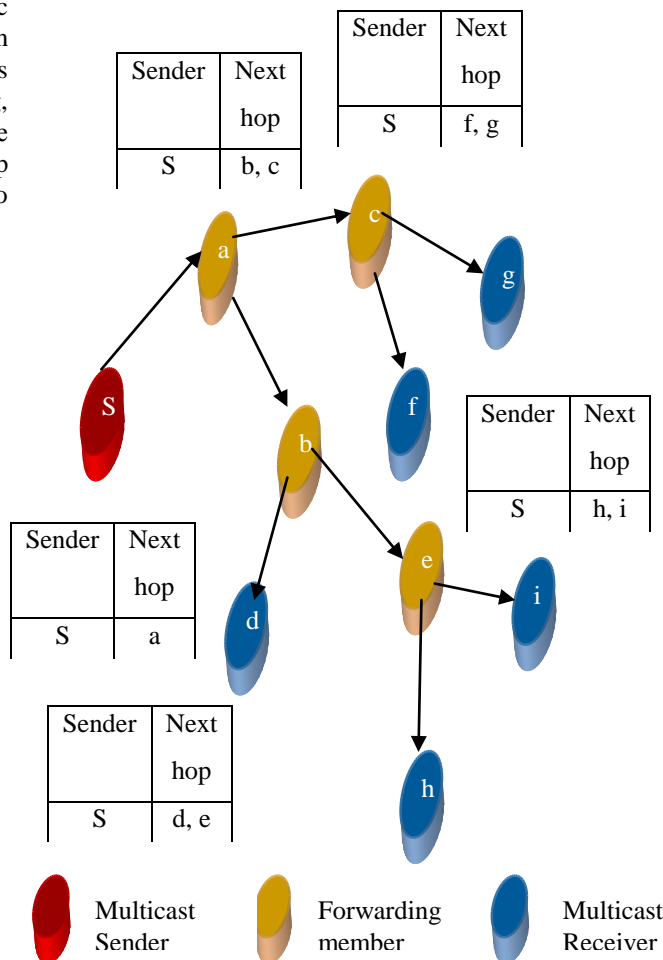 c
n
s
,
e
p
o
Sender Next
hop
S b, c
Sender Next
hop
S f, g
a
c
g
S
f
b
Sender Next
hop
S h, i
Sender Next
hop
S a
e
i
d
Sender Next
hop
S d, e
h
Multicast
Sender
Forwarding
member
Multicast
Receiver